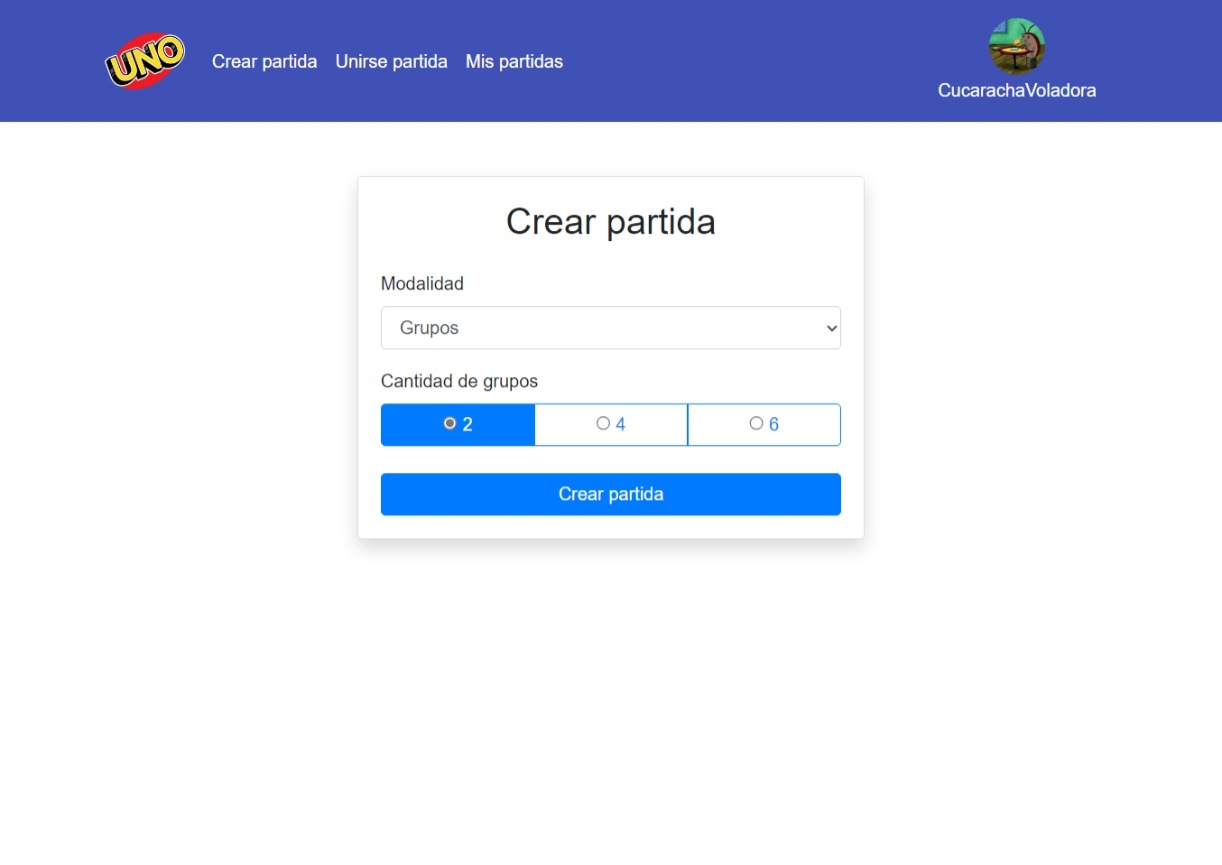 UNO
Crear partida Unirse partida Mis partidas
CucarachaVoladora
Crear partida
Modalidad
Grupos
Cantidad de grupos
2 4 6
Crear partida